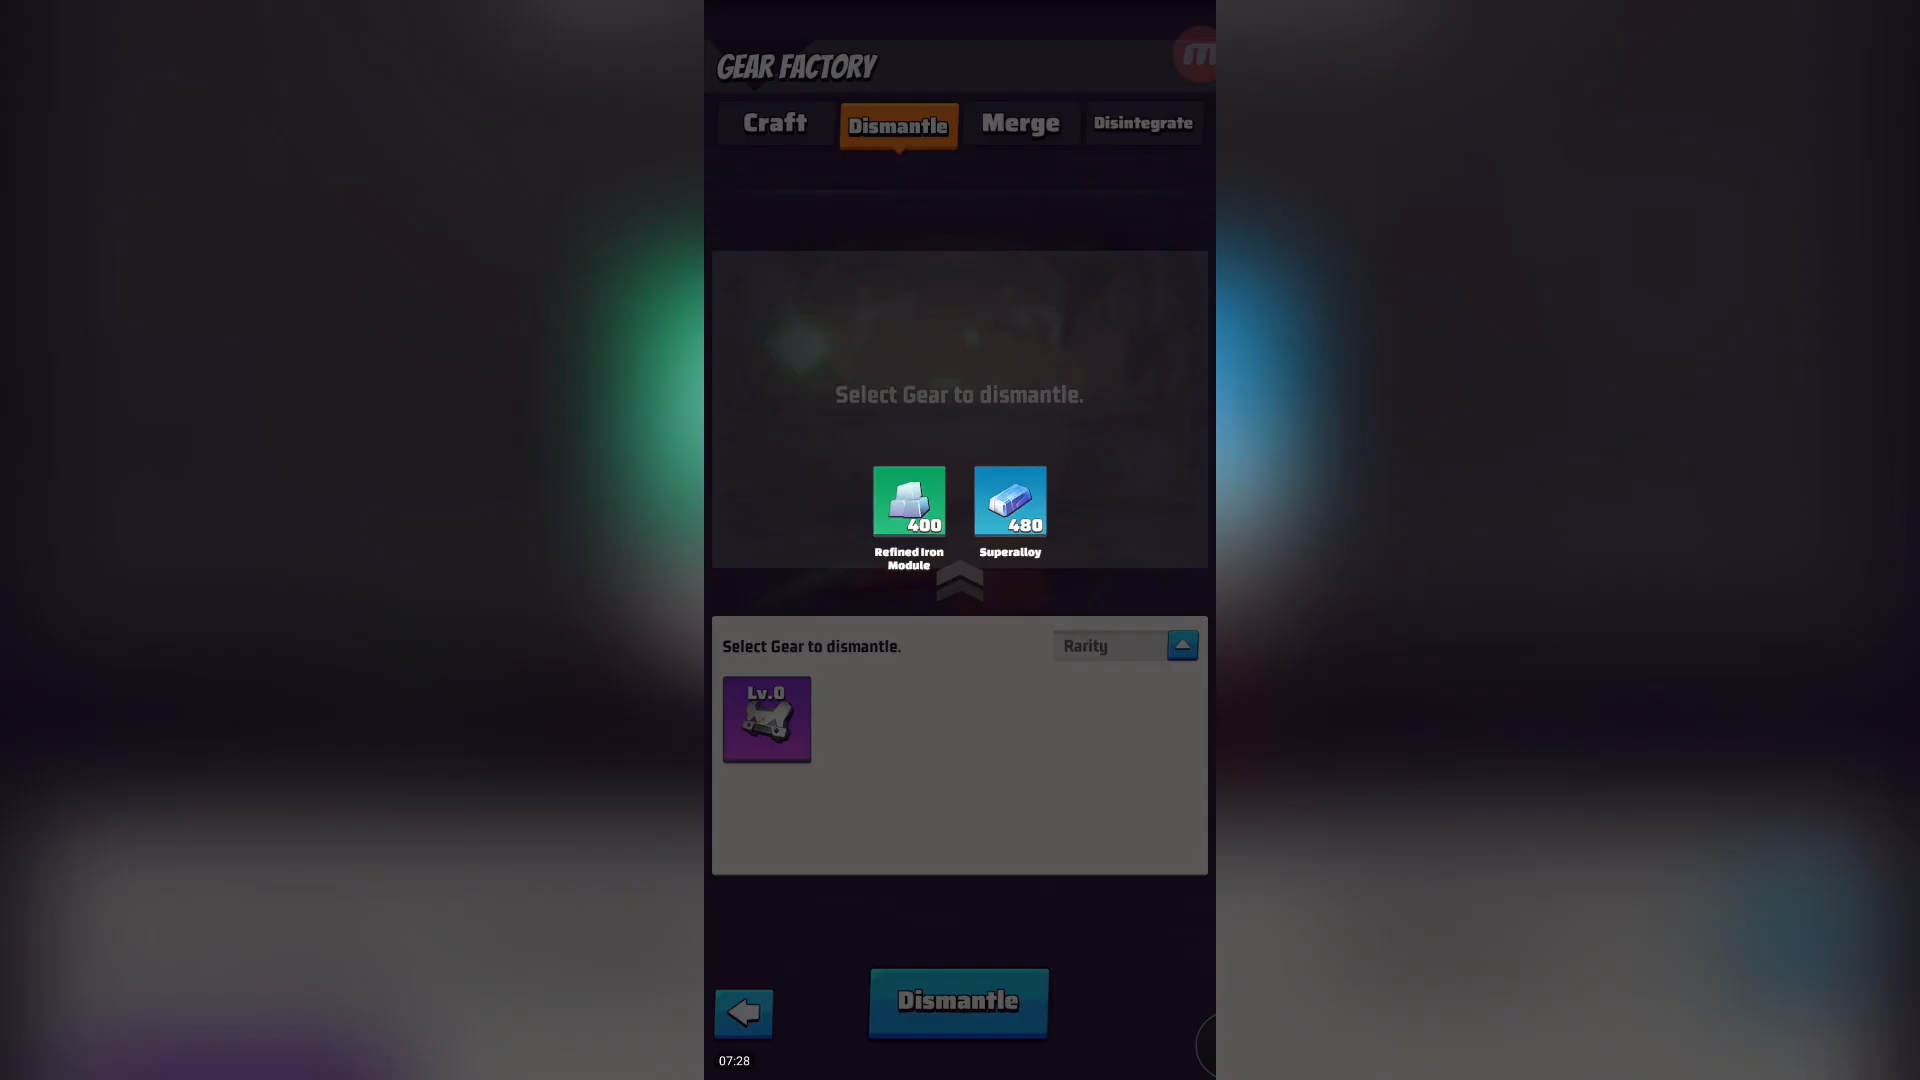 GEAR FACTORY
m
Craft
Dismantle
Merge
Disintegrate
Select Gear to dismantle.
400
480
Refined Iron
Module
Superalloy
Select Gear to dismantle.
Rarity
Lv.0
Dismantle
07:28